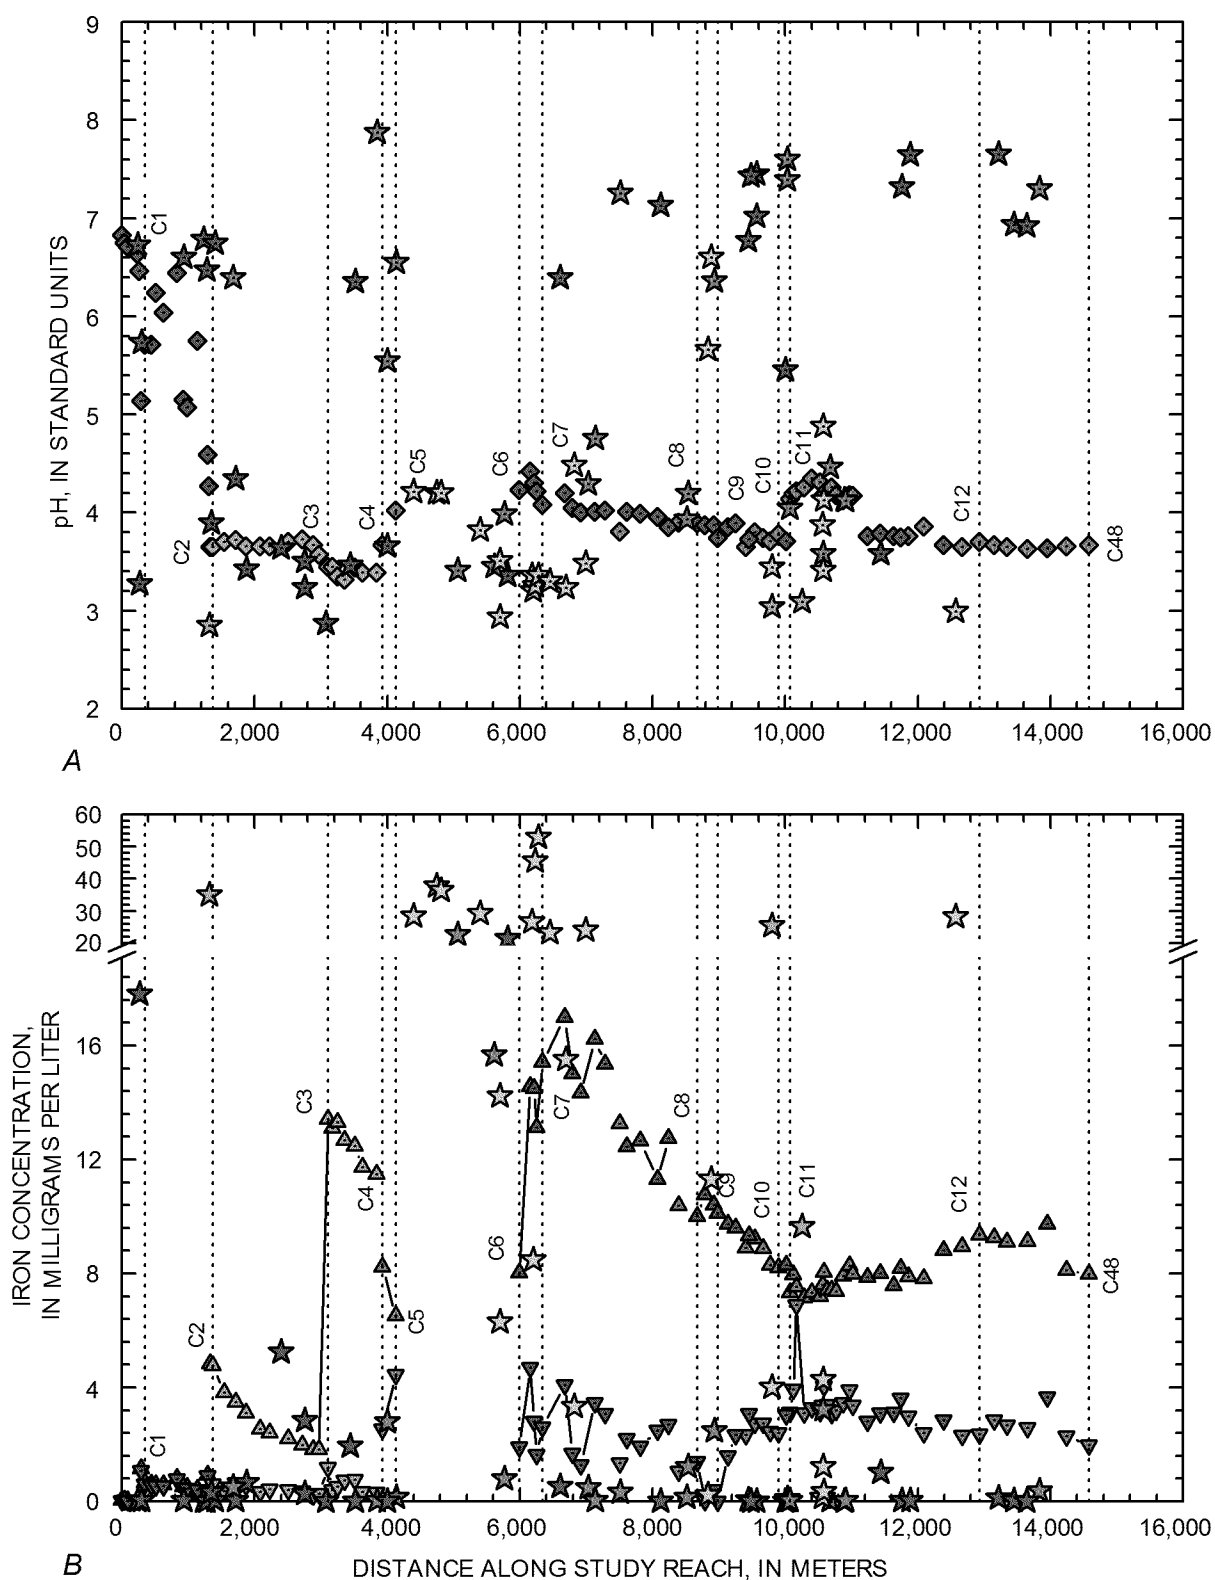 9
8
7
6
5
4
3
2
pH, IN STANDARD UNITS
C1
C2
C3
C4
C5
C6
C7
C8
C9
C10
C11
C12
C48
0
2,000
4,000
6,000
8,000
10,000
12,000
14,000
16,000
A
60
50
40
30
20
16
12
8
4
0
IRON CONCENTRATION,
IN MILLIGRAMS PER LITER
C1
C2
C3
C4
C5
C6
C7
C8
C9
C10
C11
C12
C48
0
2,000
4,000
6,000
8,000
10,000
12,000
14,000
16,000
B
DISTANCE ALONG STUDY REACH, IN METERS